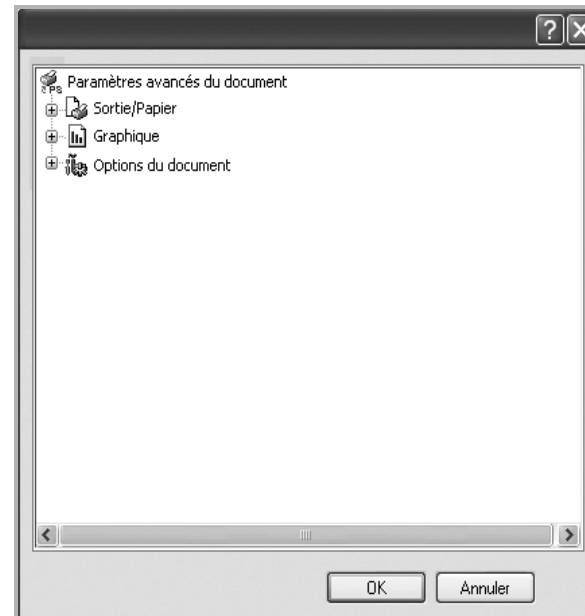 Paramètres avancés du document
Sortie/Papier
Graphique
Options du document
OK
Annuler